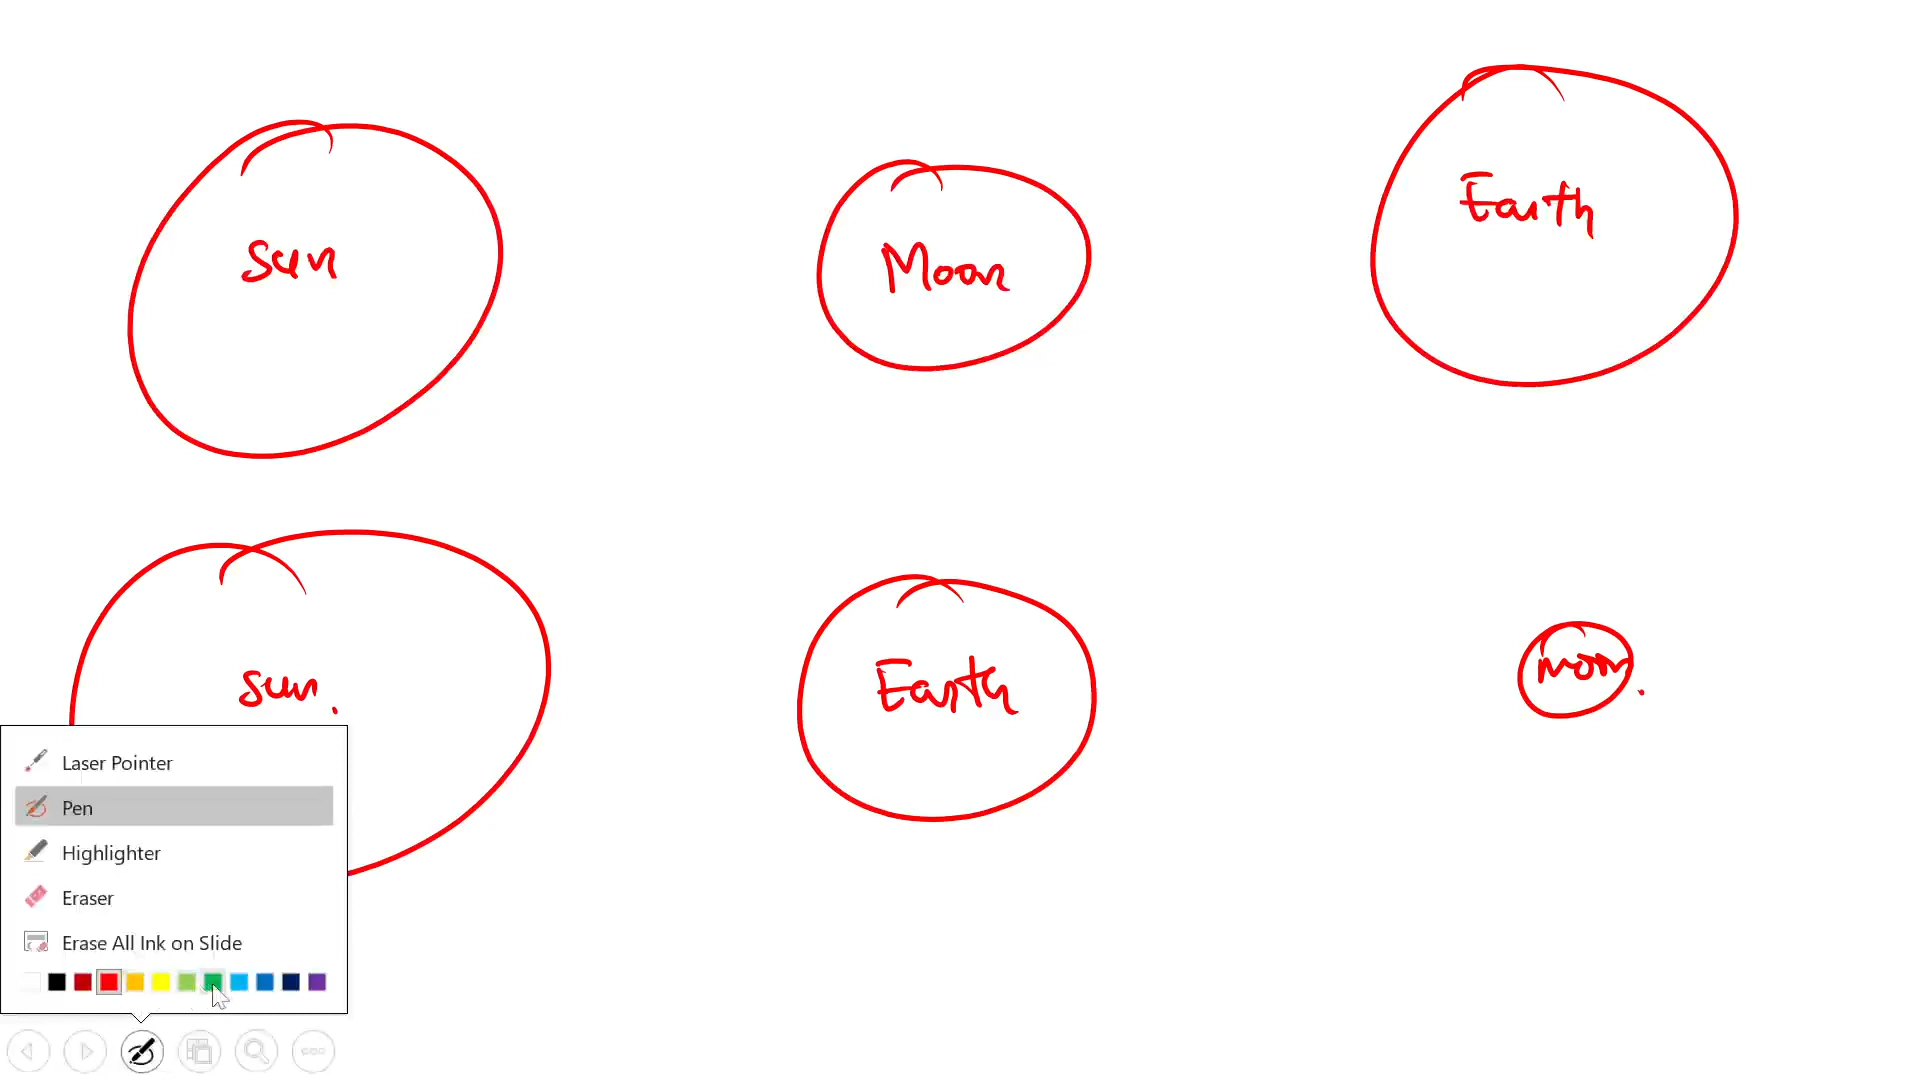 Sun
Moon
Earth
sun.
Earth
moon.
Laser Pointer
Pen
Highlighter
Eraser
Erase All Ink on Slide